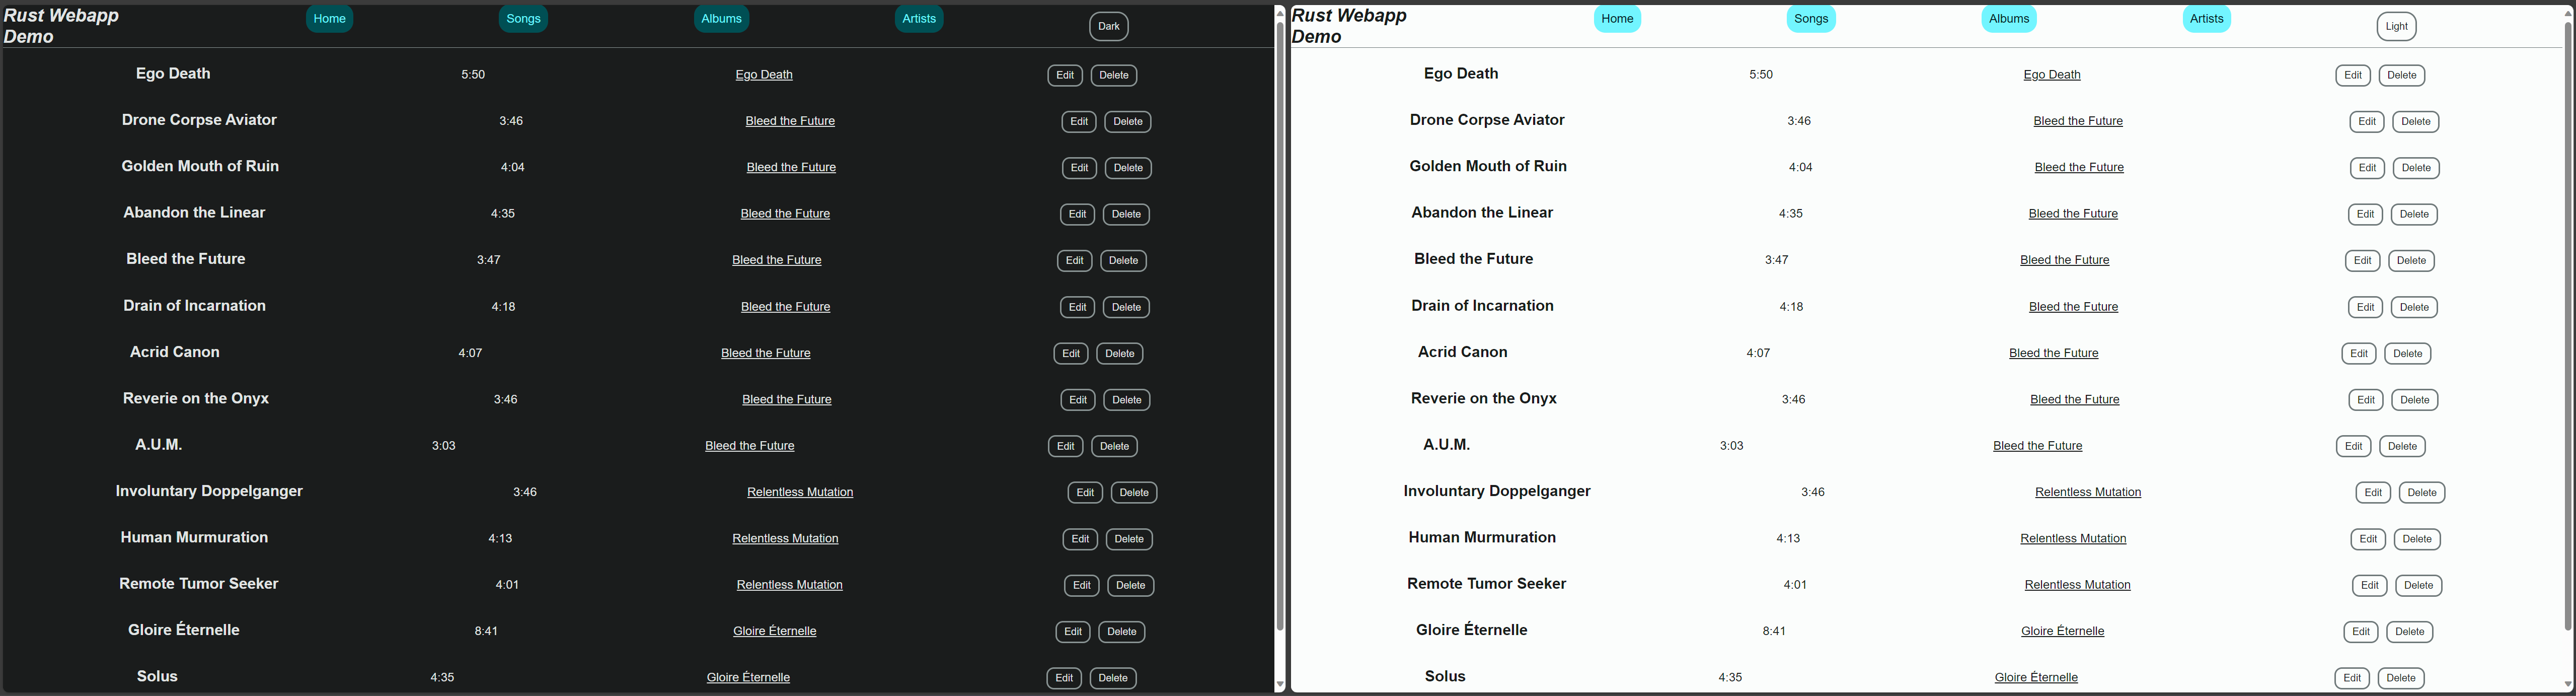 Rust Webapp
Demo
Home Songs Albums Artists Dark
Ego Death 5:50 Ego Death Edit Delete
Drone Corpse Aviator 3:46 Bleed the Future Edit Delete
Golden Mouth of Ruin 4:04 Bleed the Future Edit Delete
Abandon the Linear 4:35 Bleed the Future Edit Delete
Bleed the Future 3:47 Bleed the Future Edit Delete
Drain of Incarnation 4:18 Bleed the Future Edit Delete
Acrid Canon 4:07 Bleed the Future Edit Delete
Reverie on the Onyx 3:46 Bleed the Future Edit Delete
A.U.M. 3:03 Bleed the Future Edit Delete
Involuntary Doppelganger 3:46 Relentless Mutation Edit Delete
Human Murmuration 4:13 Relentless Mutation Edit Delete
Remote Tumor Seeker 4:01 Relentless Mutation Edit Delete
Gloire Éternelle 8:41 Gloire Éternelle Edit Delete
Solus 4:35 Gloire Éternelle Edit Delete
Rust Webapp
Demo
Home Songs Albums Artists Light
Ego Death 5:50 Ego Death Edit Delete
Drone Corpse Aviator 3:46 Bleed the Future Edit Delete
Golden Mouth of Ruin 4:04 Bleed the Future Edit Delete
Abandon the Linear 4:35 Bleed the Future Edit Delete
Bleed the Future 3:47 Bleed the Future Edit Delete
Drain of Incarnation 4:18 Bleed the Future Edit Delete
Acrid Canon 4:07 Bleed the Future Edit Delete
Reverie on the Onyx 3:46 Bleed the Future Edit Delete
A.U.M. 3:03 Bleed the Future Edit Delete
Involuntary Doppelganger 3:46 Relentless Mutation Edit Delete
Human Murmuration 4:13 Relentless Mutation Edit Delete
Remote Tumor Seeker 4:01 Relentless Mutation Edit Delete
Gloire Éternelle 8:41 Gloire Éternelle Edit Delete
Solus 4:35 Gloire Éternelle Edit Delete